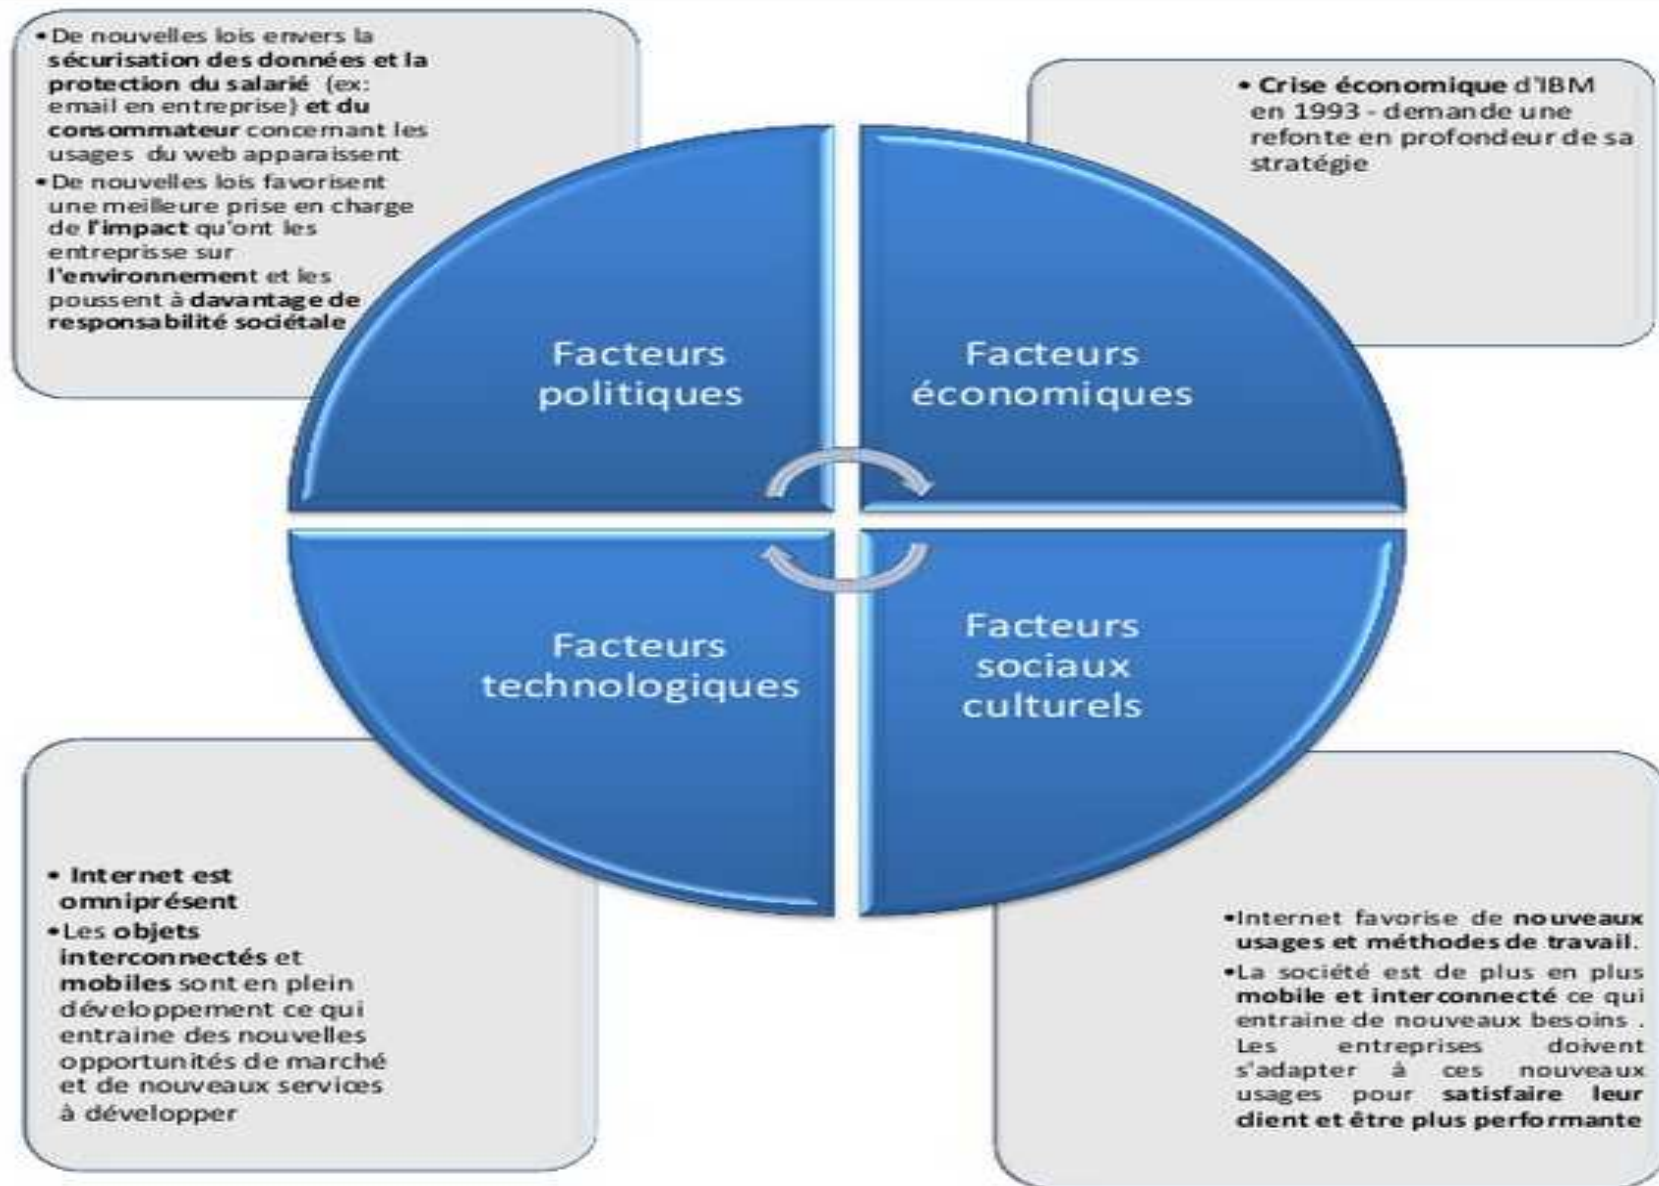 •De nouvelles lois envers la
sécurisation des données et la
protection du salarié (ex:
email en entreprise) et du
consommateur concernant les
usages du web apparaissent
•De nouvelles lois favorisent
une meilleure prise en charge
de l'impact qu'ont les
entreprisse sur
l'environnement et les
poussent à davantage de
responsabilité sociétale
• Crise économique d'IBM
en 1993 - demande une
refonte en profondeur de sa
stratégie
Facteurs
politiques
Facteurs
économiques
Facteurs
technologiques
Facteurs
sociaux
culturels
• Internet est
omniprésent
•Les objets
interconnectés et
mobiles sont en plein
développement ce qui
entraine des nouvelles
opportunités de marché
et de nouveaux services
à développer
•Internet favorise de nouveaux
usages et méthodes de travail.
•La société est de plus en plus
mobile et interconnecté ce qui
entraine de nouveaux besoins .
Les entreprises doivent
s'adapter à ces nouveaux
usages pour satisfaire leur
client et être plus performante